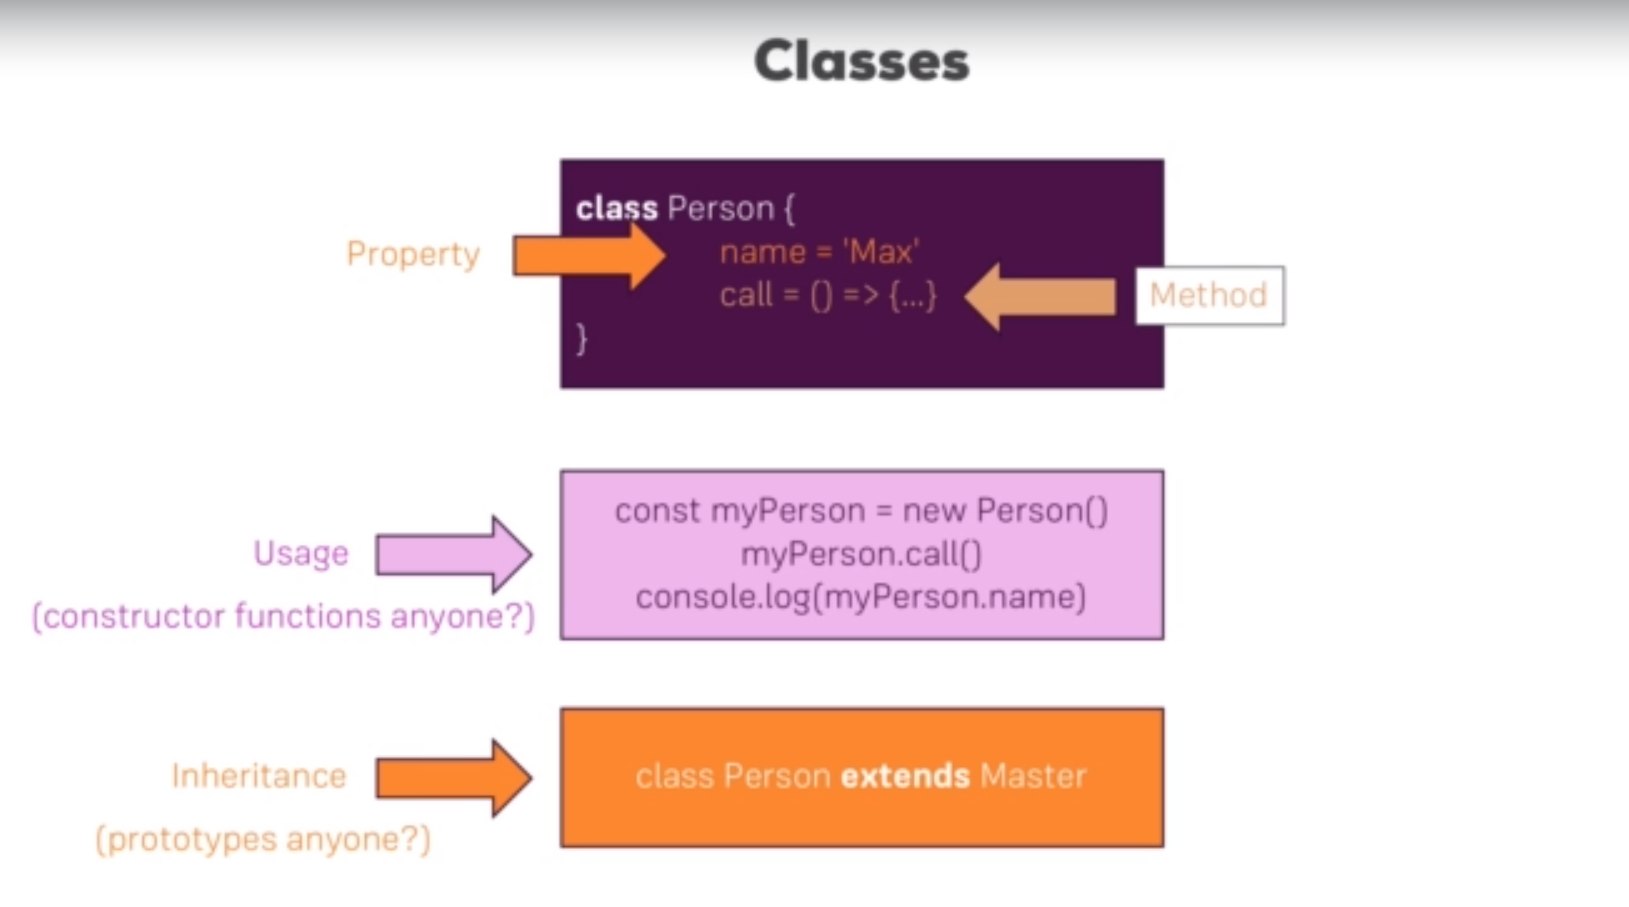 Classes
class Person {
Property
name = 'Max'
call = () => {...}
Method
}
Usage
(constructor functions anyone?)
const myPerson = new Person()
myPerson.call()
console.log(myPerson.name)
Inheritance
(prototypes anyone?)
class Person extends Master